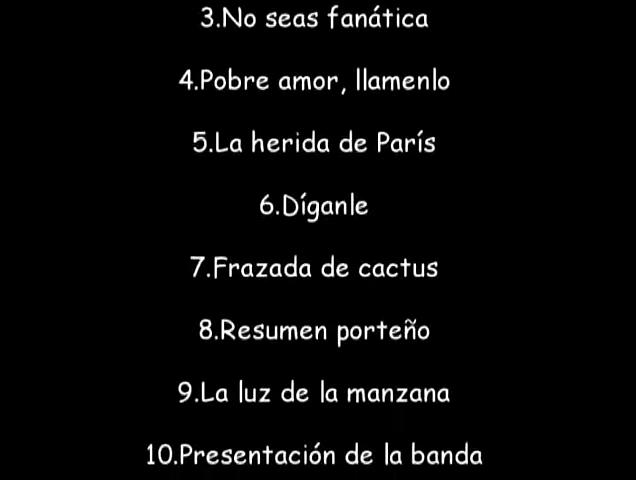 3.No seas fanática
4.Pobre amor, llamenlo
5.La herida de París
6.Díganle
7.Frazada de cactus
8.Resumen porteño
9.La luz de la manzana
10.Presentación de la banda